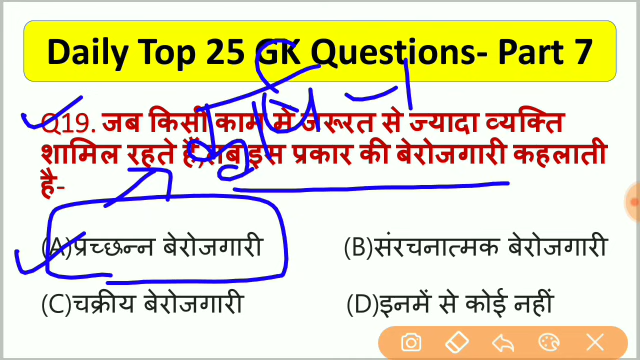 Daily Top 25 GK Questions- Part 7
Q19. जब किसी काम मे जरूरत से ज्यादा व्यक्ति
शामिल रहते हैं,तब इस प्रकार की बेरोजगारी कहलाती
है-
(A)प्रच्छन्न बेरोजगारी
(B)संरचनात्मक बेरोजगारी
(C)चक्रीय बेरोजगारी
(D)इनमें से कोई नहीं